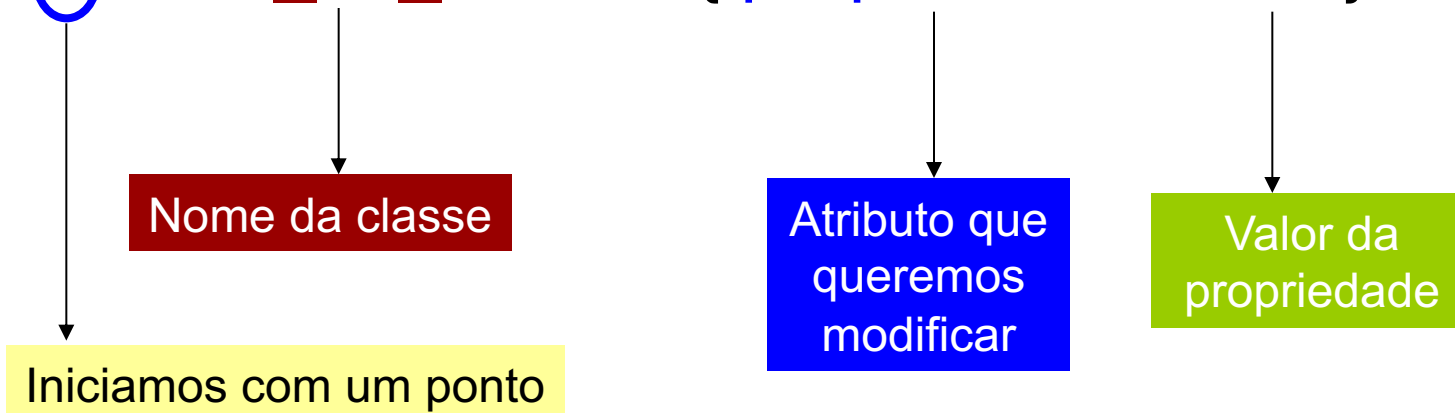 Nome da classe
Atributo que
queremos
modificar
Valor da
propriedade
Iniciamos com um ponto